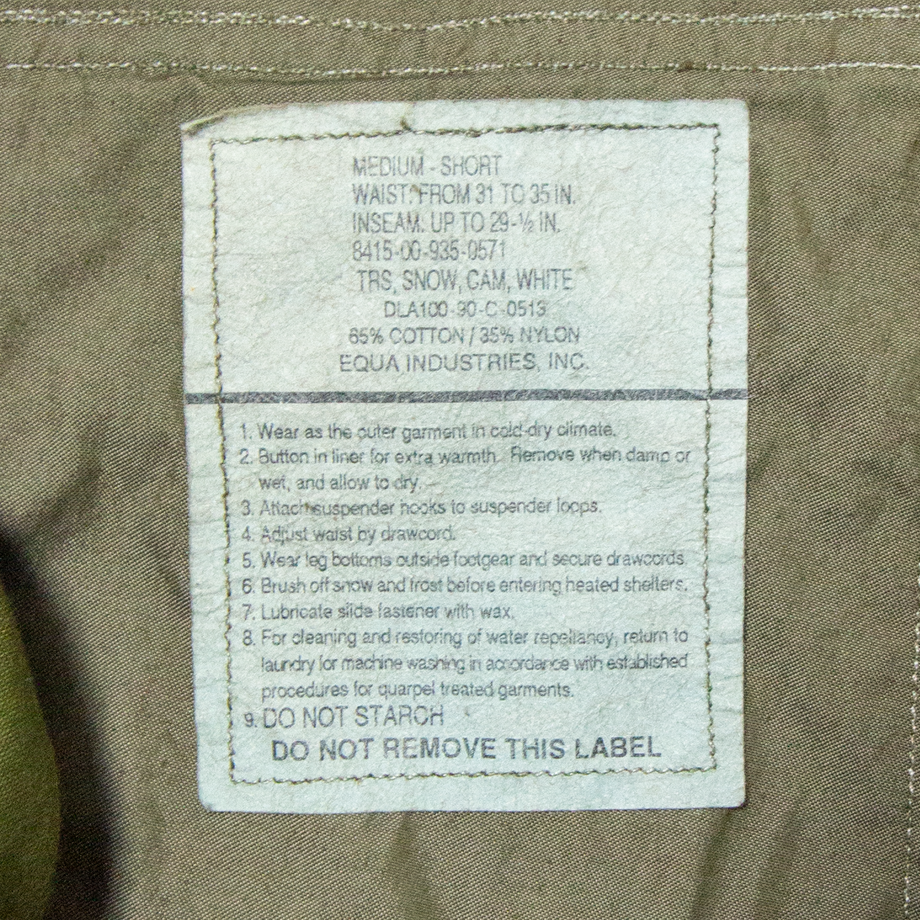 MEDIUM - SHORT
WAIST: FROM 31 TO 35 IN.
INSEAM: UP TO 29-½ IN.
8415-00-935-0571
TRS, SNOW, CAM, WHITE
DLA100-90-C-0513
65% COTTON / 35% NYLON
EQUA INDUSTRIES, INC.
1. Wear as the outer garment in cold-dry climate.
2. Button in liner for extra warmth. Remove when damp or
wet, and allow to dry.
3. Attach suspender hooks to suspender loops.
4. Adjust waist by drawcord.
5. Wear leg bottoms outside footgear and secure drawcords.
6. Brush off snow and frost before entering heated shelters.
7. Lubricate slide fastener with wax.
8. For cleaning and restoring of water repellancy, return to
laundry for machine washing in accordance with established
procedures for quarpel treated garments.
9. DO NOT STARCH
DO NOT REMOVE THIS LABEL